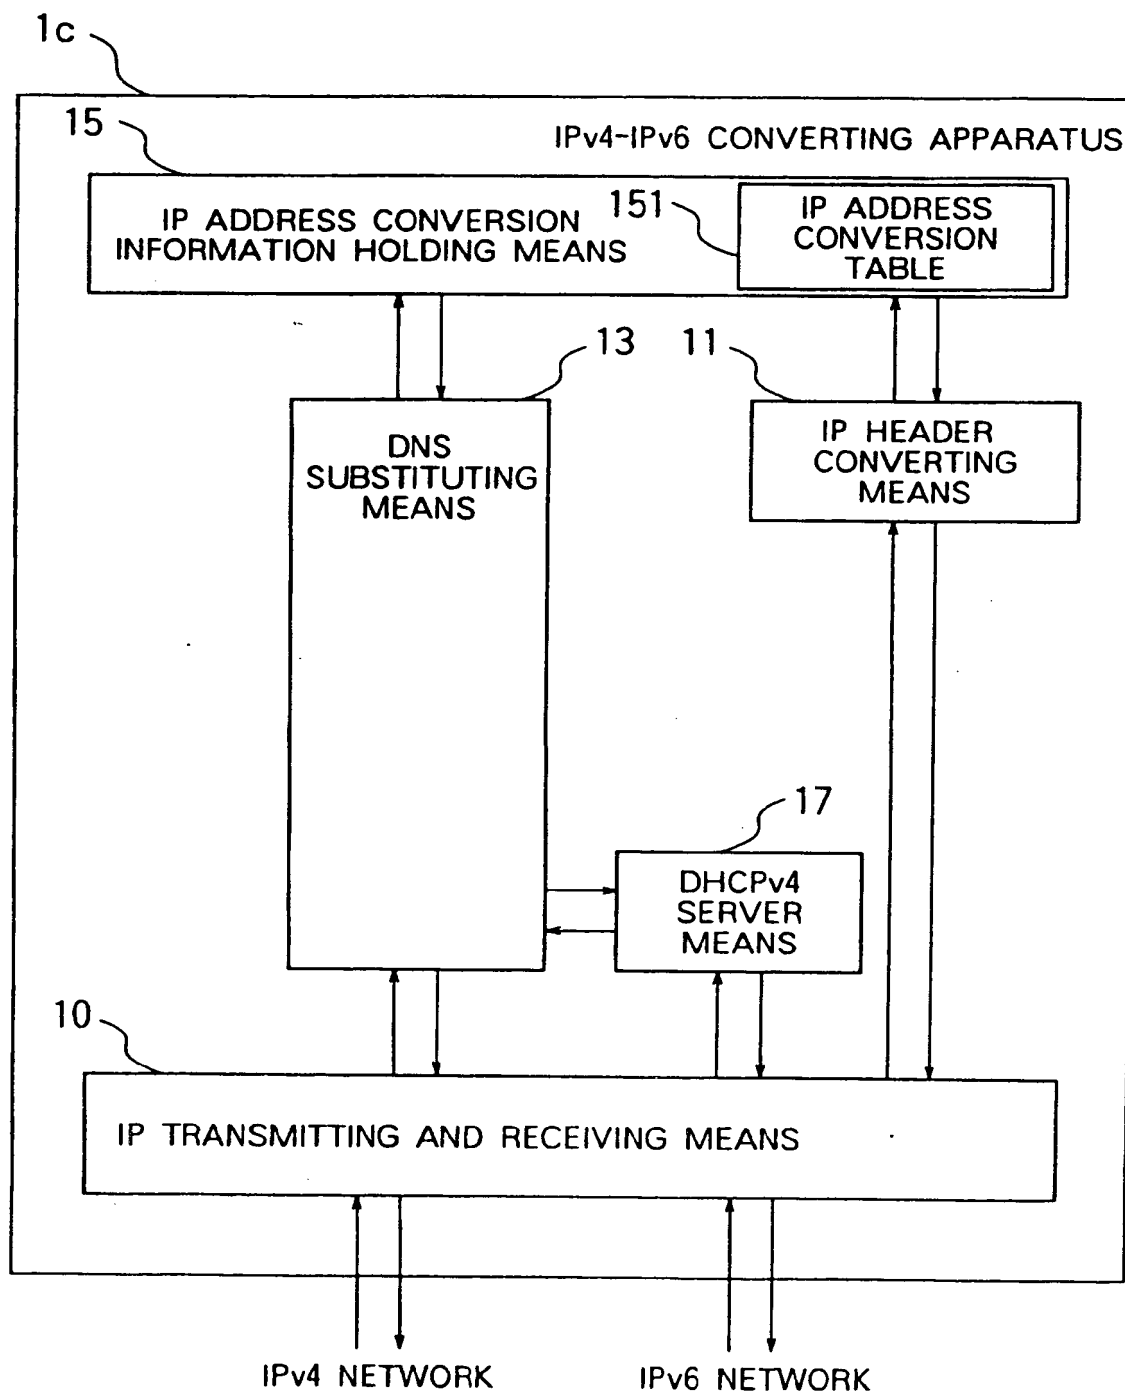 1c
15
IPv4-IPv6 CONVERTING APPARATUS
IP ADDRESS CONVERSION
INFORMATION HOLDING MEANS
151
IP ADDRESS
CONVERSION
TABLE
13
11
DNS
SUBSTITUTING
MEANS
IP HEADER
CONVERTING
MEANS
17
DHCPv4
SERVER
MEANS
10
IP TRANSMITTING AND RECEIVING MEANS
IPv4 NETWORK
IPv6 NETWORK